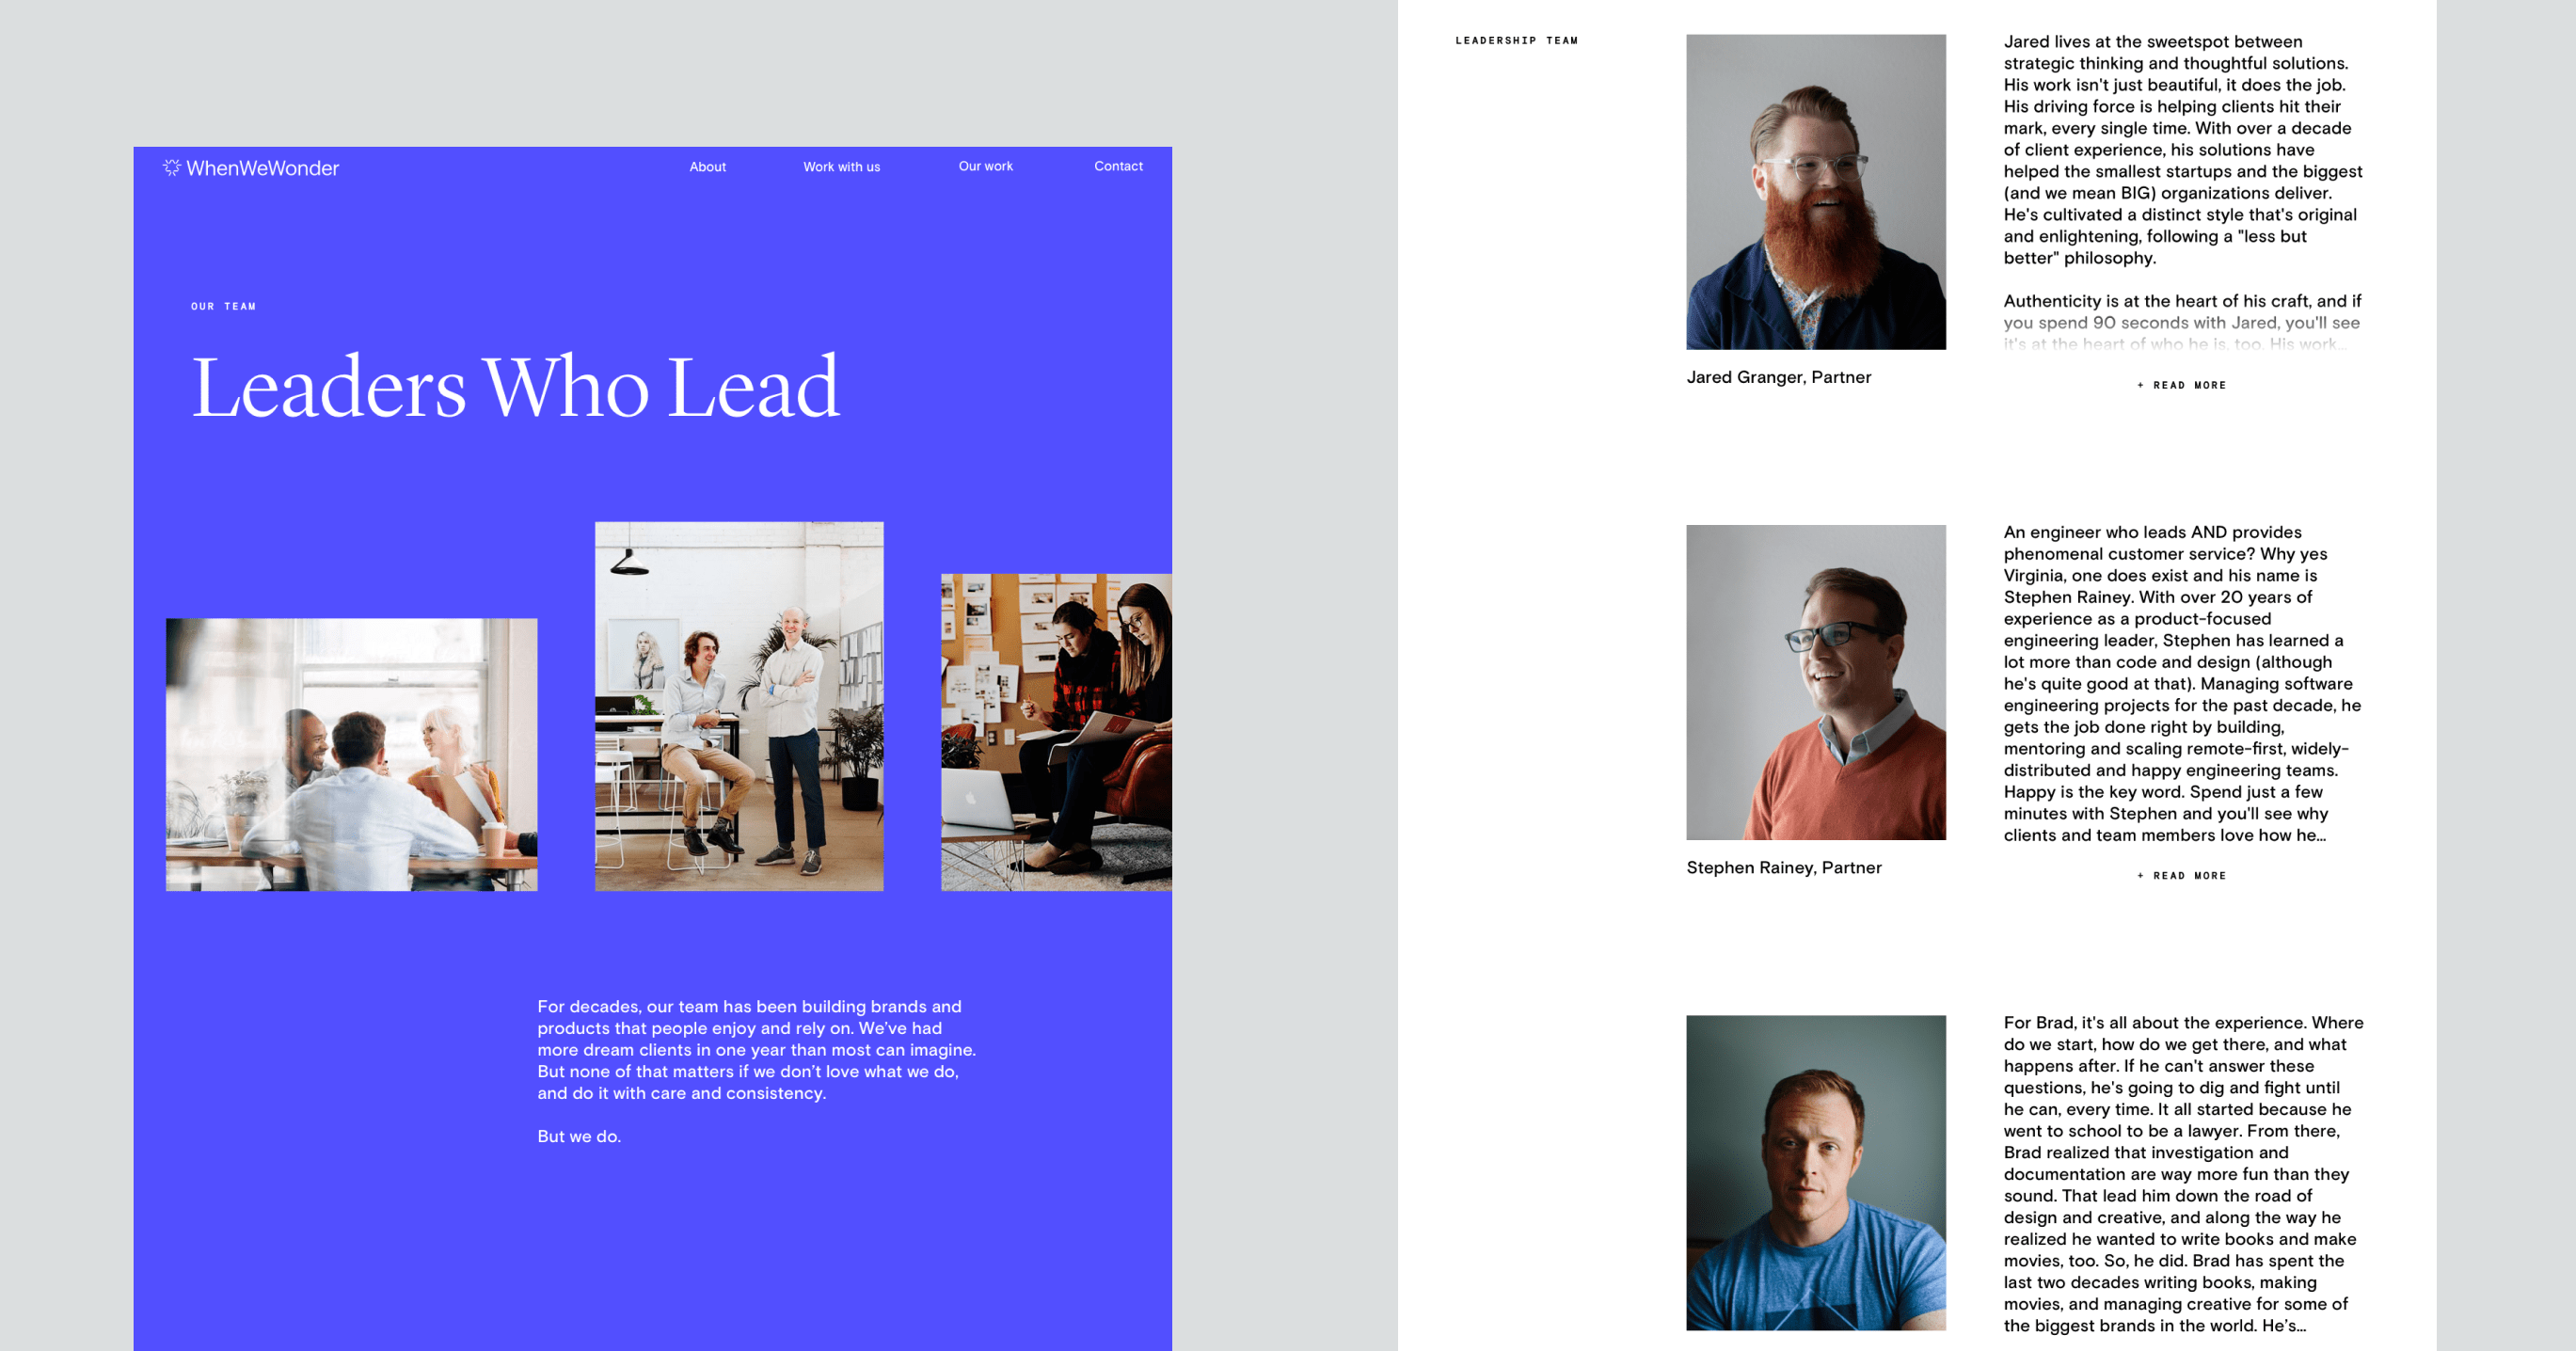 WhenWeWonder
About
Work with us
Our work
Contact
OUR TEAM
Leaders Who Lead
For decades, our team has been building brands and
products that people enjoy and rely on. We’ve had
more dream clients in one year than most can imagine.
But none of that matters if we don’t love what we do,
and do it with care and consistency.
But we do.
LEADERSHIP TEAM
Jared lives at the sweetspot between
strategic thinking and thoughtful solutions.
His work isn't just beautiful, it does the job.
His driving force is helping clients hit their
mark, every single time. With over a decade
of client experience, his solutions have
helped the smallest startups and the biggest
(and we mean BIG) organizations deliver.
He's cultivated a distinct style that's original
and enlightening, following a "less but
better" philosophy.
Authenticity is at the heart of his craft, and if
you spend 90 seconds with Jared, you'll see
it's at the heart of who he is, too. His work...
Jared Granger, Partner
+ READ MORE
An engineer who leads AND provides
phenomenal customer service? Why yes
Virginia, one does exist and his name is
Stephen Rainey. With over 20 years of
experience as a product-focused
engineering leader, Stephen has learned a
lot more than code and design (although
he's quite good at that). Managing software
engineering projects for the past decade, he
gets the job done right by building,
mentoring and scaling remote-first, widely-
distributed and happy engineering teams.
Happy is the key word. Spend just a few
minutes with Stephen and you'll see why
clients and team members love how he...
Stephen Rainey, Partner
+ READ MORE
For Brad, it's all about the experience. Where
do we start, how do we get there, and what
happens after. If he can't answer these
questions, he's going to dig and fight until
he can, every time. It all started because he
went to school to be a lawyer. From there,
Brad realized that investigation and
documentation are way more fun than they
sound. That lead him down the road of
design and creative, and along the way he
realized he wanted to write books and make
movies, too. So, he did. Brad has spent the
last two decades writing books, making
movies, and managing creative for some of
the biggest brands in the world. He’s...